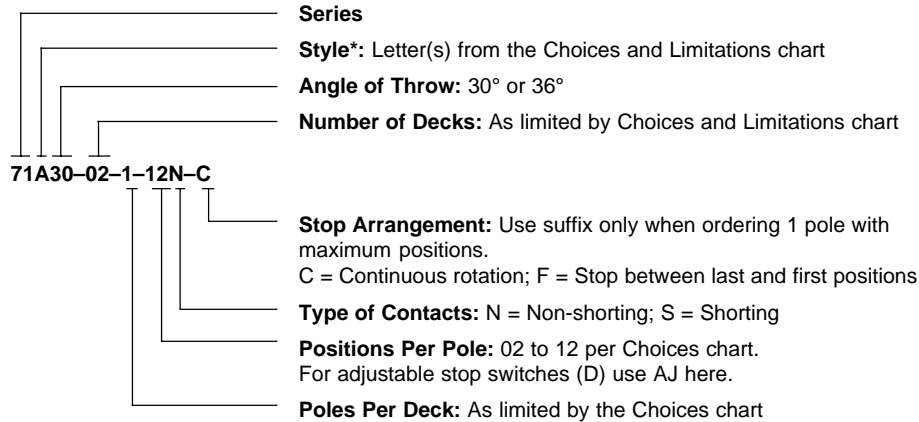 Series
Style*: Letter(s) from the Choices and Limitations chart
Angle of Throw: 30° or 36°
Number of Decks: As limited by Choices and Limitations chart
71A30–02–1–12N–C
Stop Arrangement: Use suffix only when ordering 1 pole with
maximum positions.
C = Continuous rotation; F = Stop between last and first positions
Type of Contacts: N = Non-shorting; S = Shorting
Positions Per Pole: 02 to 12 per Choices chart.
For adjustable stop switches (D) use AJ here.
Poles Per Deck: As limited by the Choices chart